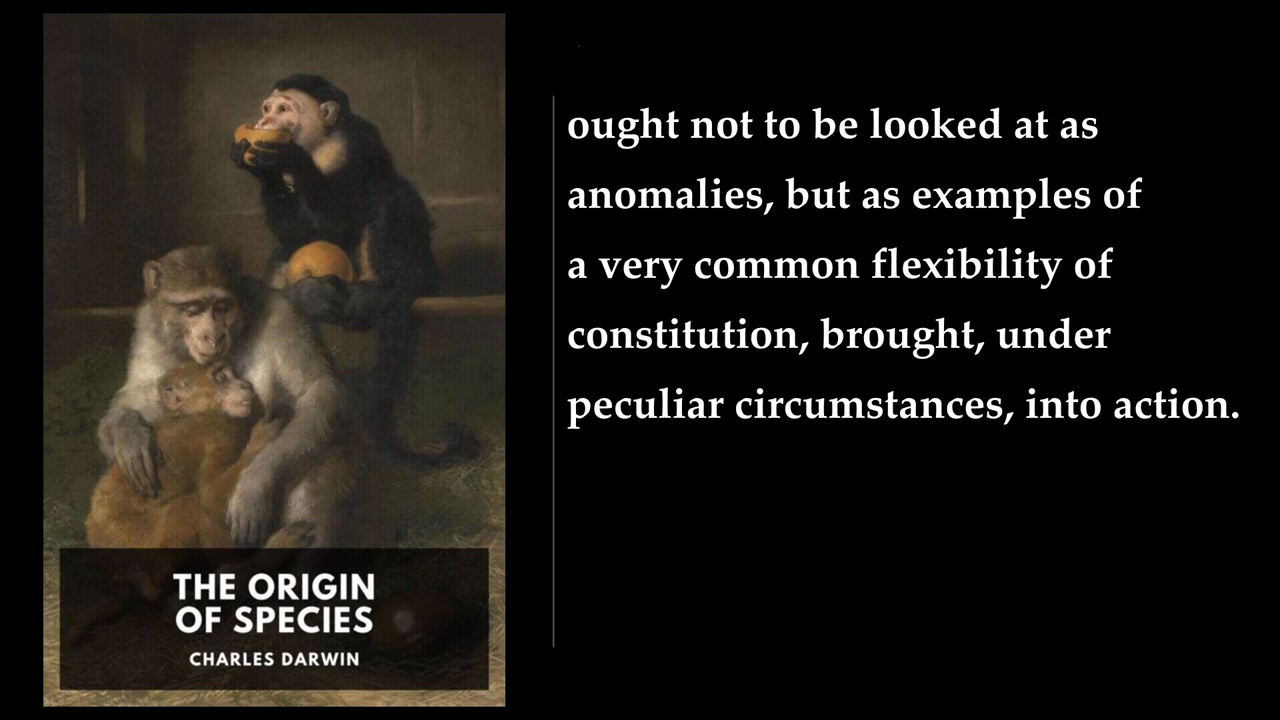 ought not to be looked at as
anomalies, but as examples of
a very common flexibility of
constitution, brought, under
peculiar circumstances, into action.
THE ORIGIN
OF SPECIES
CHARLES DARWIN